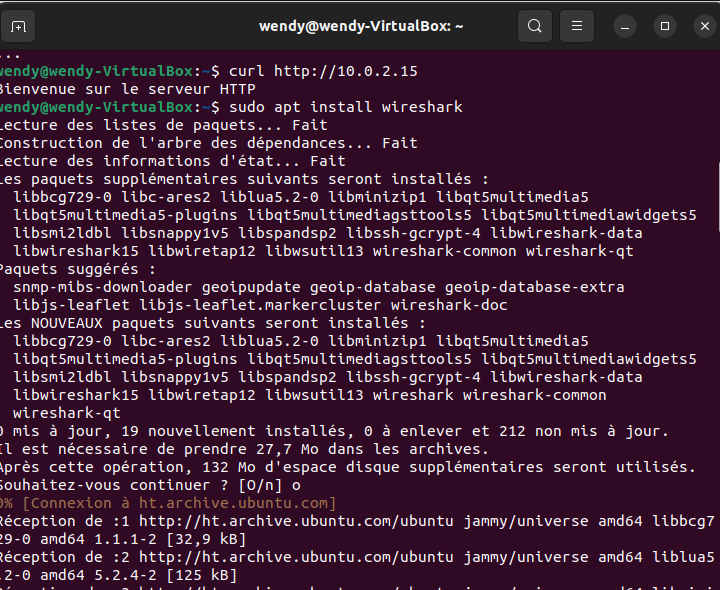 wendy@wendy-VirtualBox: ~
...
wendy@wendy-VirtualBox:~$ curl http://10.0.2.15
Bienvenue sur le serveur HTTP
wendy@wendy-VirtualBox:~$ sudo apt install wireshark
Lecture des listes de paquets... Fait
Construction de l'arbre des dépendances... Fait
Lecture des informations d'état... Fait
Les paquets supplémentaires suivants seront installés :
libbcg729-0 libc-ares2 liblua5.2-0 libminizip1 libqt5multimedia5
libqt5multimedia5-plugins libqt5multimediagsttools5 libqt5multimediawidgets5
libsmi2ldbl libsnappy1v5 libspandsp2 libssh-gcrypt-4 libwireshark-data
libwireshark15 libwiretap12 libwsutil13 wireshark-common wireshark-qt
Paquets suggérés :
snmp-mibs-downloader geoipupdate geoip-database geoip-database-extra
libjs-leaflet libjs-leaflet.markercluster wireshark-doc
Les NOUVEAUX paquets suivants seront installés :
libbcg729-0 libc-ares2 liblua5.2-0 libminizip1 libqt5multimedia5
libqt5multimedia5-plugins libqt5multimediagsttools5 libqt5multimediawidgets5
libsmi2ldbl libsnappy1v5 libspandsp2 libssh-gcrypt-4 libwireshark-data
libwireshark15 libwiretap12 libwsutil13 wireshark wireshark-common
wireshark-qt
0 mis à jour, 19 nouvellement installés, 0 à enlever et 212 non mis à jour.
Il est nécessaire de prendre 27,7 Mo dans les archives.
Après cette opération, 132 Mo d'espace disque supplémentaires seront utilisés.
Souhaitez-vous continuer ? [O/n] o
0% [Connexion à ht.archive.ubuntu.com]
Réception de :1 http://ht.archive.ubuntu.com/ubuntu jammy/universe amd64 libbcg7
29-0 amd64 1.1.1-2 [32,9 kB]
Réception de :2 http://ht.archive.ubuntu.com/ubuntu jammy/universe amd64 liblua5
.2-0 amd64 5.2.4-2 [125 kB]